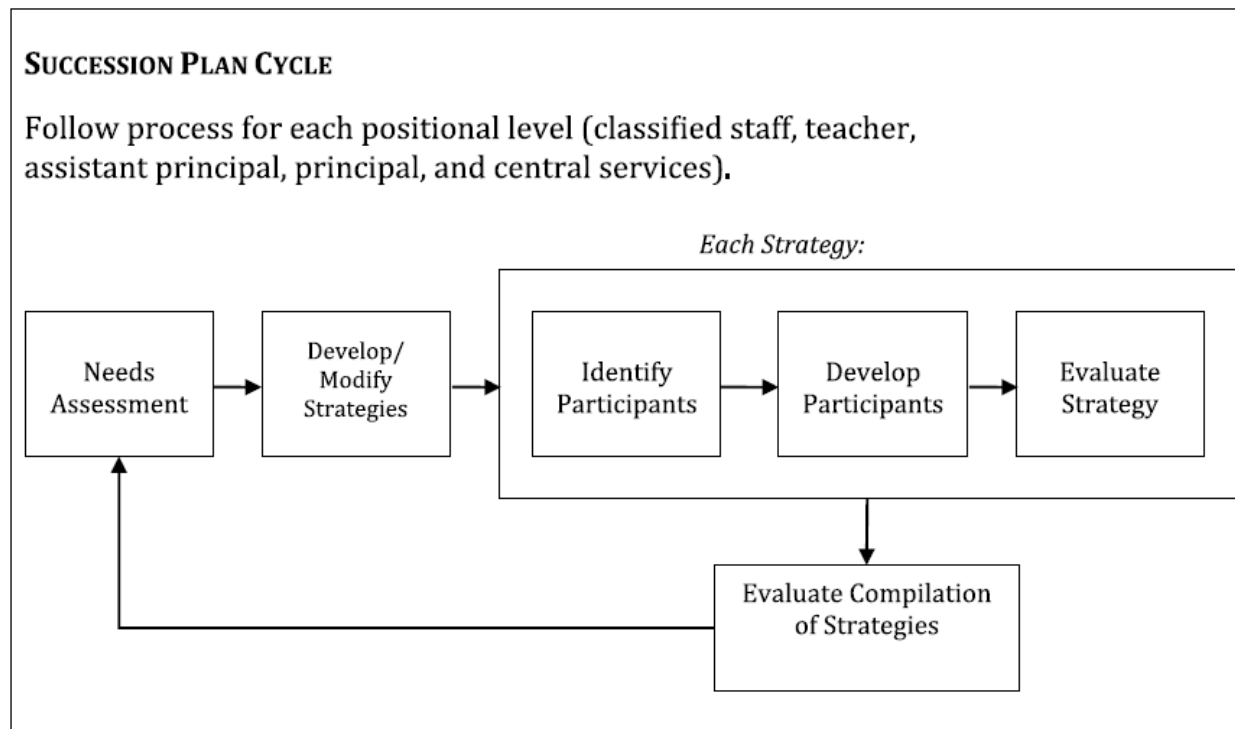 SUCCESSION PLAN CYCLE
Follow process for each positional level (classified staff, teacher,
assistant principal, principal, and central services).
Each Strategy:
Needs
Assessment
Develop/
Modify
Strategies
Identify
Participants
Develop
Participants
Evaluate
Strategy
Evaluate Compilation
of Strategies